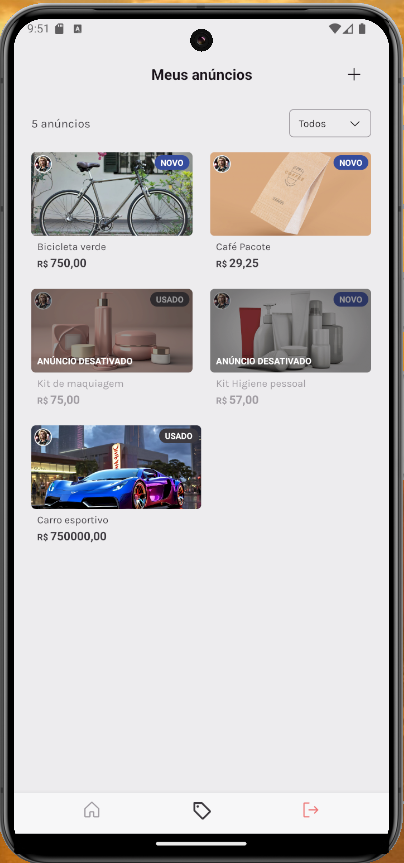 9:51
Meus anúncios
5 anúncios
Todos
NOVO
NOVO
Bicicleta verde
Café Pacote
R$ 750,00
R$ 29,25
USADO
NOVO
ANÚNCIO DESATIVADO
ANÚNCIO DESATIVADO
Kit de maquiagem
Kit Higiene pessoal
R$ 75,00
R$ 57,00
USADO
Carro esportivo
R$ 750000,00